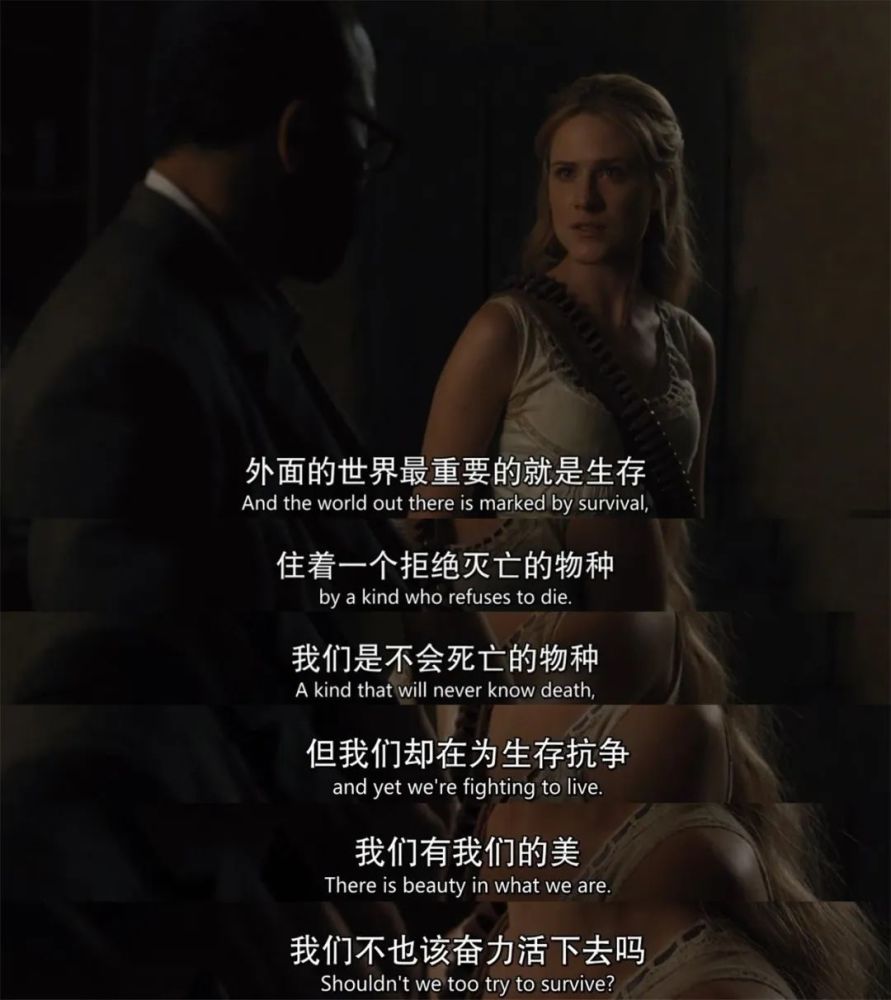 外面的世界最重要的就是生存
And the world out there is marked by survival,
住着一个拒绝灭亡的物种
by a kind who refuses to die.
我们是不会死亡的物种
A kind that will never know death,
但我们却在为生存抗争
and yet we're fighting to live.
我们有我们的美
There is beauty in what we are.
我们不也该奋力活下去吗
Shouldn't we too try to survive?